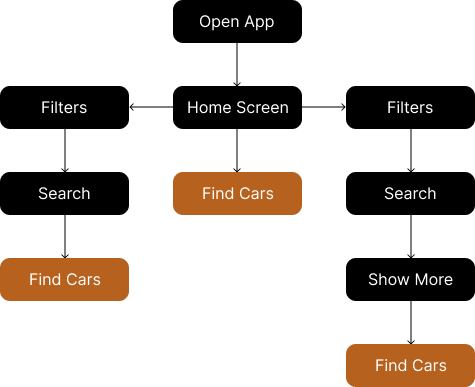 Open App
Filters
Home Screen
Filters
Search
Find Cars
Search
Find Cars
Show More
Find Cars